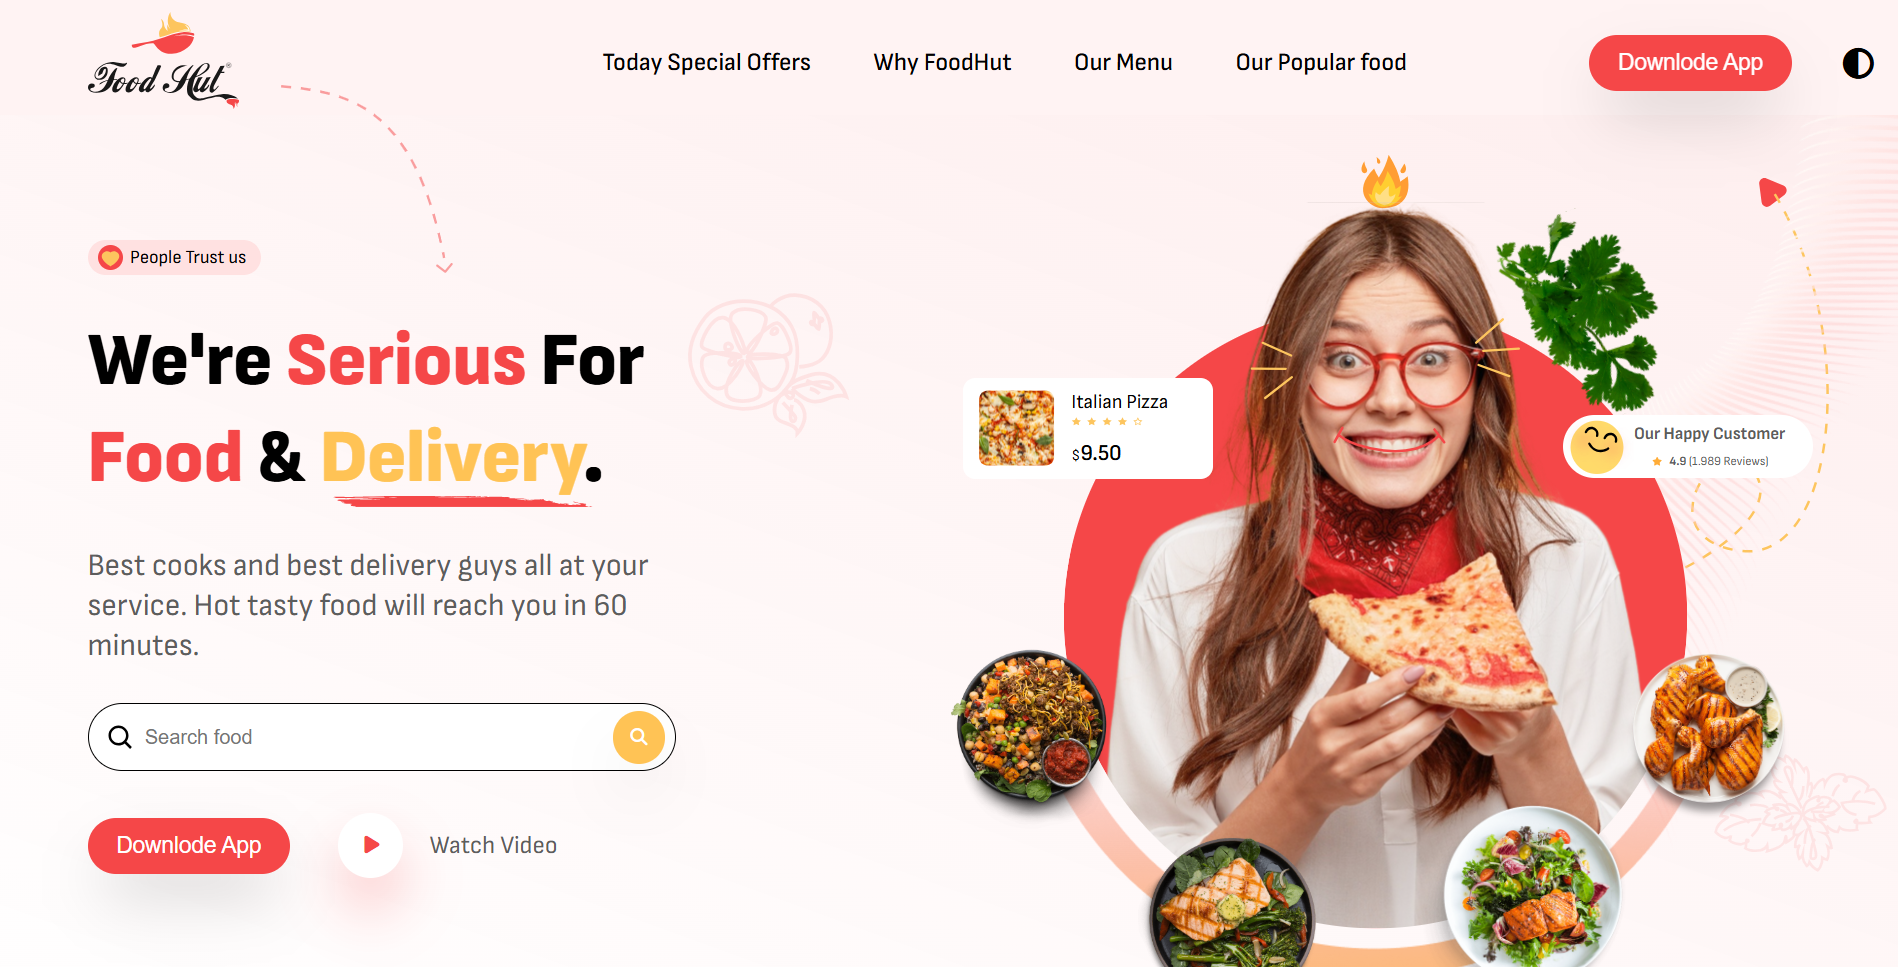 Food Hut®
Today Special Offers
Why FoodHut
Our Menu
Our Popular food
Downlode App
People Trust us
We're Serious For
Food & Delivery.
Best cooks and best delivery guys all at your
service. Hot tasty food will reach you in 60
minutes.
Search food
Downlode App
Watch Video
Italian Pizza
$9.50
Our Happy Customer
4.9 (1.989 Reviews)